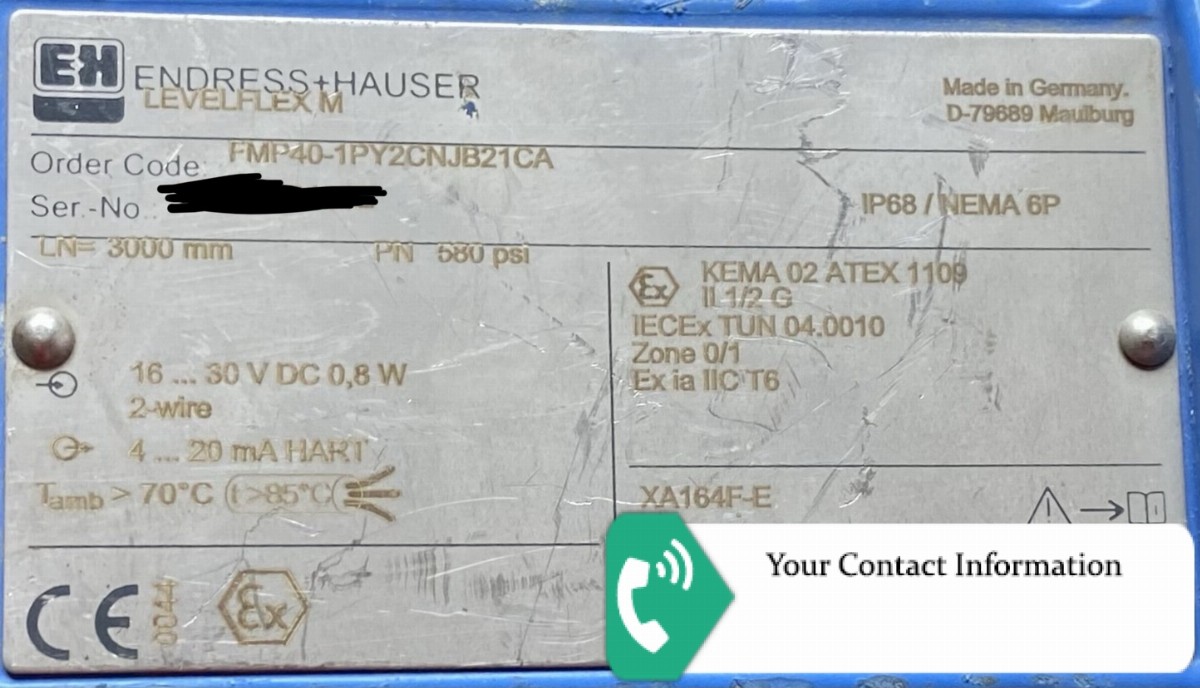 EH ENDRESS+HAUSER
LEVELFLEX M
Made in Germany.
D-79689 Maulburg
Order Code: FMP40-1PY2CNJB21CA
Ser.-No.:
IP68 / NEMA 6P
LN= 3000 mm PN 580 psi
16 ... 30 V DC 0,8 W
2-wire
4 ... 20 mA HART
Tamb > 70°C t>85°C
Ex KEMA 02 ATEX 1109
II 1/2 G
IECEx TUN 04.0010
Zone 0/1
Ex ia IIC T6
XA164F-E
CE 0044 Ex
Your Contact Information